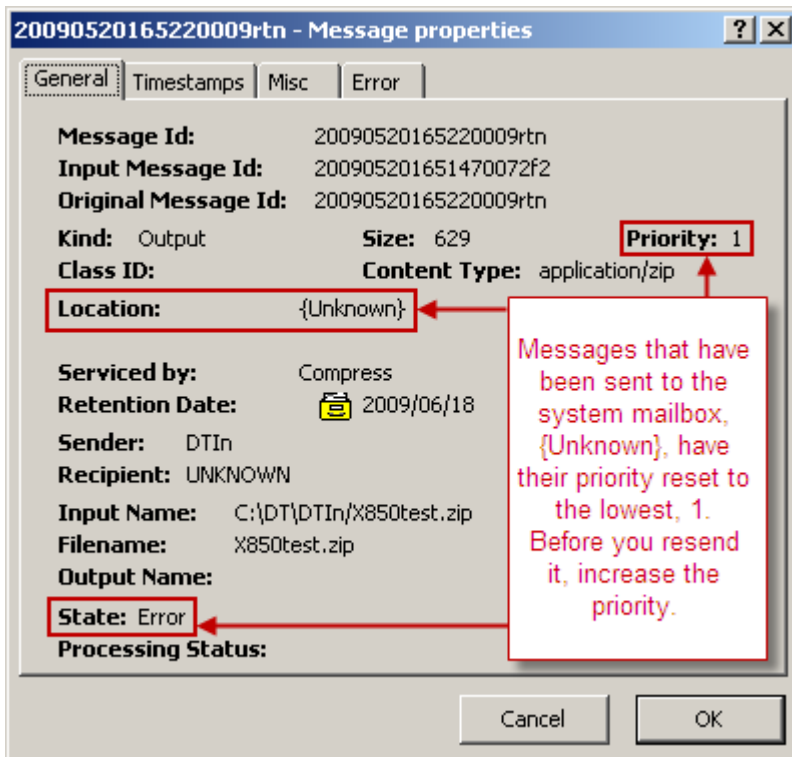 20090520165220009rtn - Message properties
General Timestamps Misc Error
Message Id: 20090520165220009rtn
Input Message Id: 200905201651470072f2
Original Message Id: 20090520165220009rtn
Kind: Output Size: 629 Priority: 1
Class ID: Content Type: application/zip
Location: {Unknown}
Serviced by: Compress
Retention Date: 2009/06/18
Sender: DTIn
Recipient: UNKNOWN
Input Name: C:\DT\DTIn/X850test.zip
Filename: X850test.zip
Output Name:
State: Error
Processing Status:
Messages that have
been sent to the
system mailbox,
{Unknown}, have
their priority reset to
the lowest, 1.
Before you resend
it, increase the
priority.
Cancel OK